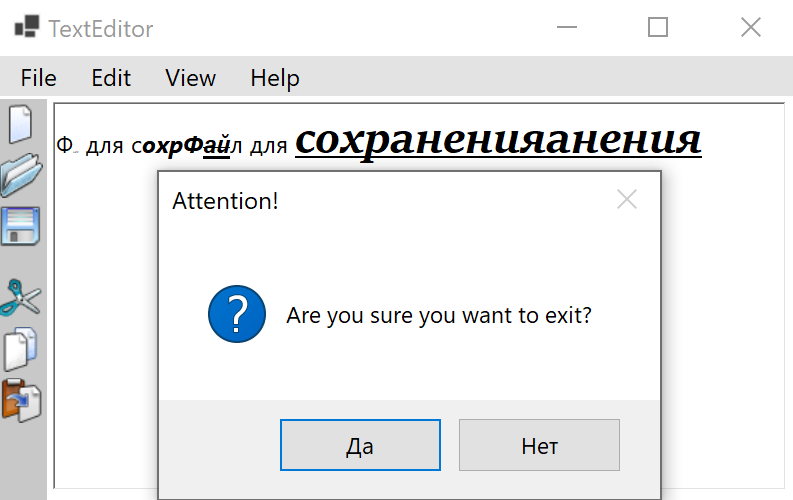 TextEditor
File Edit View Help
Ф для сохрФайл для сохраненияанения
Attention!
Are you sure you want to exit?
Да Нет